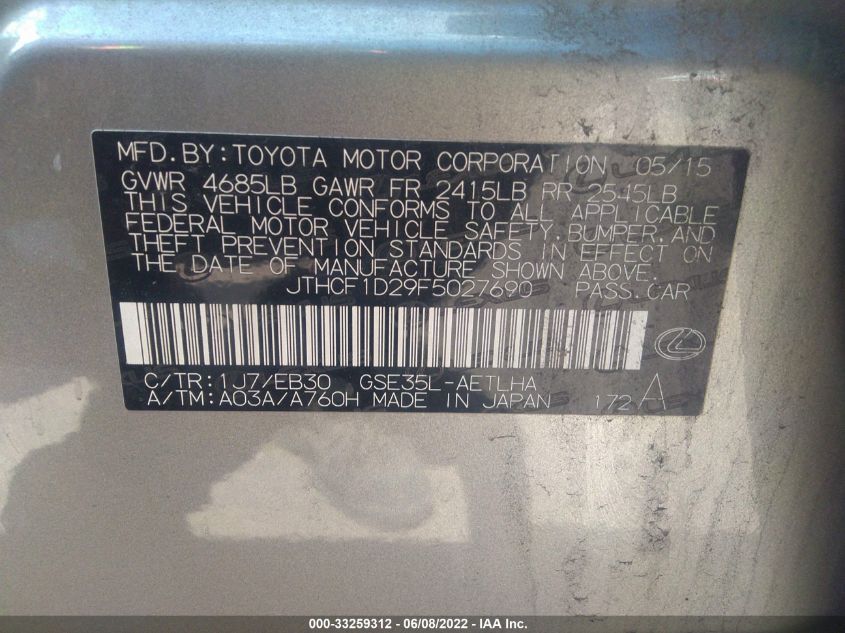 MFD.BY:TOYOTA MOTOR CORPORATION 05/15
GVWR 4685LB GAWR FR 2415LB RR 2545LB
THIS VEHICLE CONFORMS TO ALL APPLICABLE
FEDERAL MOTOR VEHICLE SAFETY, BUMPER, AND
THEFT PREVENTION STANDARDS IN EFFECT ON
THE DATE OF MANUFACTURE SHOWN ABOVE.
JTHCF1D29F5027690 PASS.CAR
C/TR:1J7/EB30 GSE35L-AETLHA
A/TM:A03A/A760H MADE IN JAPAN 172 A
000-33259312 - 06/08/2022 - IAA Inc.